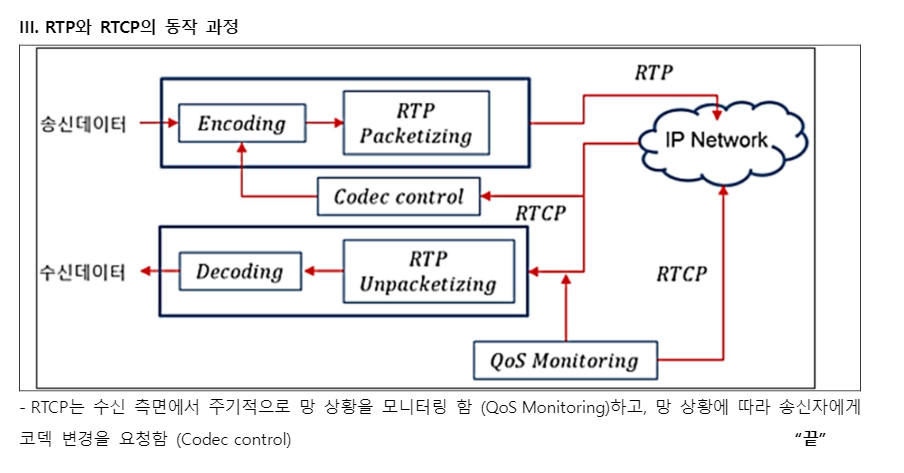 III. RTP와 RTCP의 동작 과정
RTP
송신데이터
Encoding
RTP
Packetizing
IP Network
Codec control
RTCP
수신데이터
Decoding
RTP
Unpacketizing
RTCP
QoS Monitoring
- RTCP는 수신 측면에서 주기적으로 망 상황을 모니터링 함 (QoS Monitoring)하고, 망 상황에 따라 송신자에게
코덱 변경을 요청함 (Codec control) “끝”